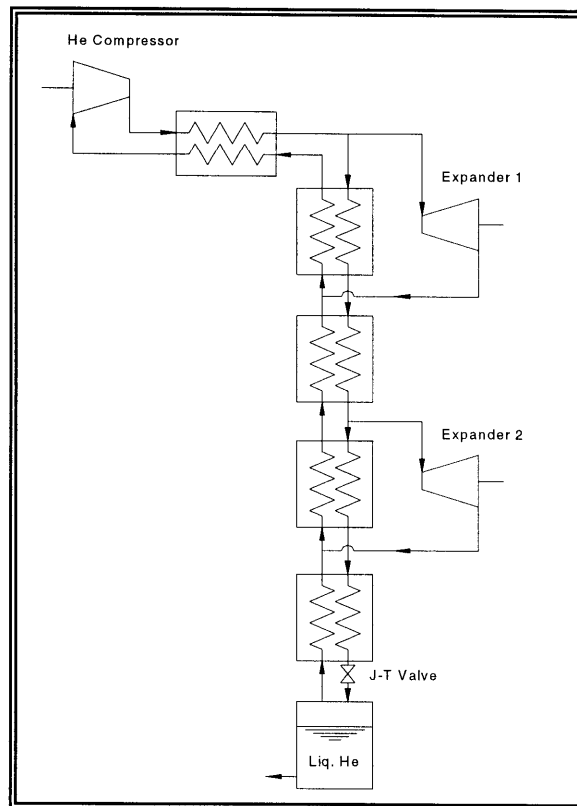 He Compressor
Expander 1
Expander 2
J-T Valve
Liq. He